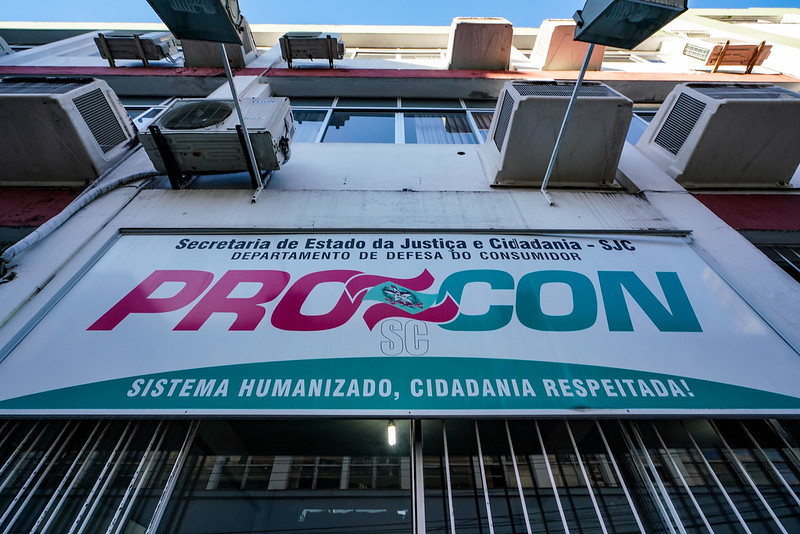 Secretaria de Estado da Justiça e Cidadania - SJC
DEPARTAMENTO DE DEFESA DO CONSUMIDOR
PROCON
SC
SISTEMA HUMANIZADO, CIDADANIA RESPEITADA!